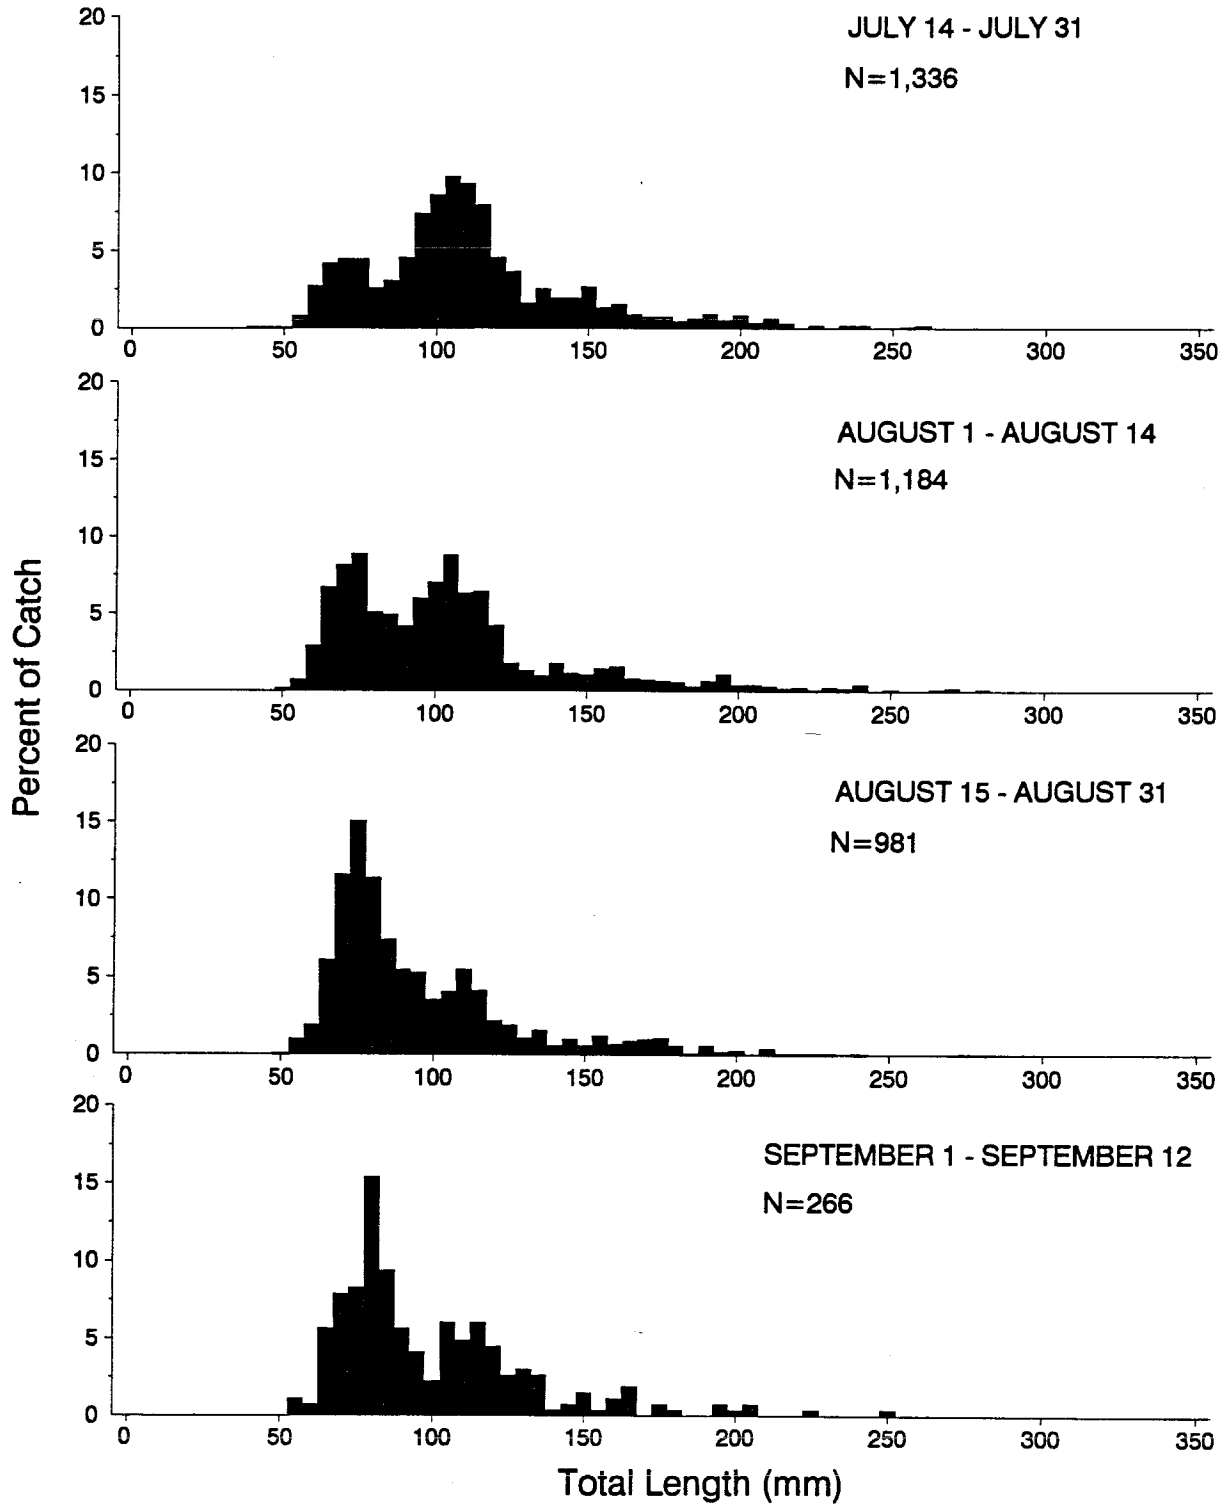 20
JULY 14 - JULY 31
N=1,336
15
10
5
0
0 50 100 150 200 250 300 350
20
AUGUST 1 - AUGUST 14
15
N=1,184
10
5
0
0 50 100 150 200 250 300 350
Percent of Catch
20
AUGUST 15 - AUGUST 31
15
N=981
10
5
0
0 50 100 150 200 250 300 350
20
SEPTEMBER 1 - SEPTEMBER 12
15
N=266
10
5
0
0 50 100 150 200 250 300 350
Total Length (mm)